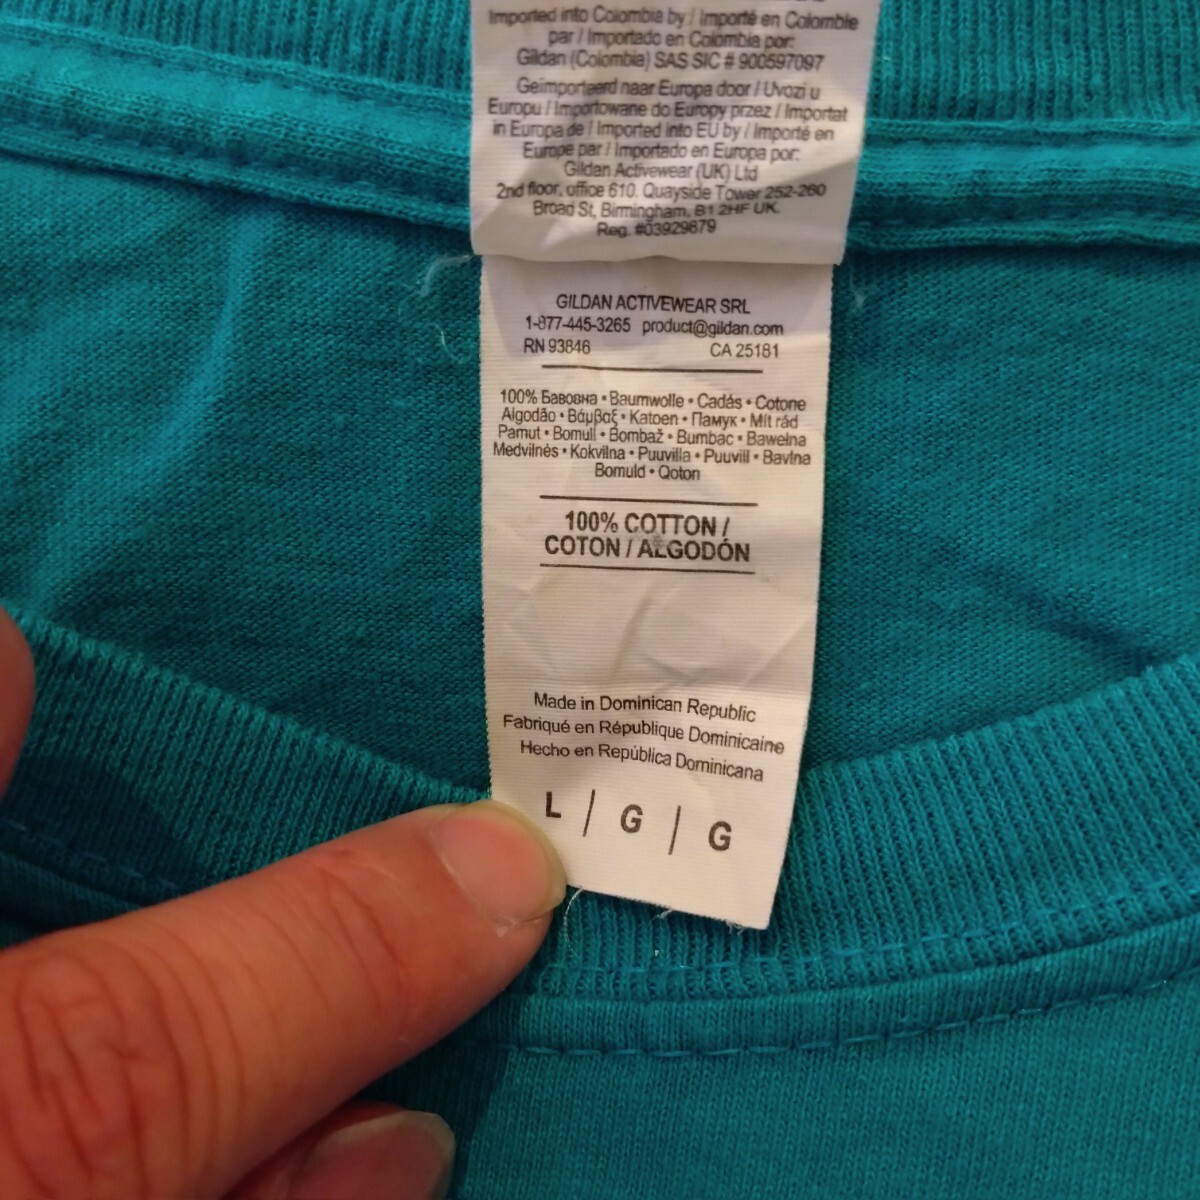 Imported into Colombia by / Importé en Colombie
par / Importado en Colombia por:
Gildan (Colombia) SAS SIC # 900597097
Geïmporteerd naar Europa door / Uvozi u
Europu / Importowane do Europy przez / Importat
in Europa de / Imported into EU by / Importé en
Europe par / Importado en Europa por:
Gildan Activewear (UK) Ltd
2nd floor, office 610. Quayside Tower 252-260
Broad St, Birmingham, B1 2HF UK.
Reg. #03929679
GILDAN ACTIVEWEAR SRL
1-877-445-3265 product@gildan.com
RN 93846 CA 25181
100% Бавовна • Baumwolle • Cadás • Cotone
Algodão • Βάμβαξ • Katoen • Памук • Mit rád
Pamut • Bomull • Bombaž • Bumbac • Bawełna
Medvilnės • Kokvilna • Puuvilla • Puuvill • Bavlna
Bomuld • Qoton
100% COTTON /
COTON / ALGODÓN
Made in Dominican Republic
Fabriqué en République Dominicaine
Hecho en República Dominicana
L / G / G